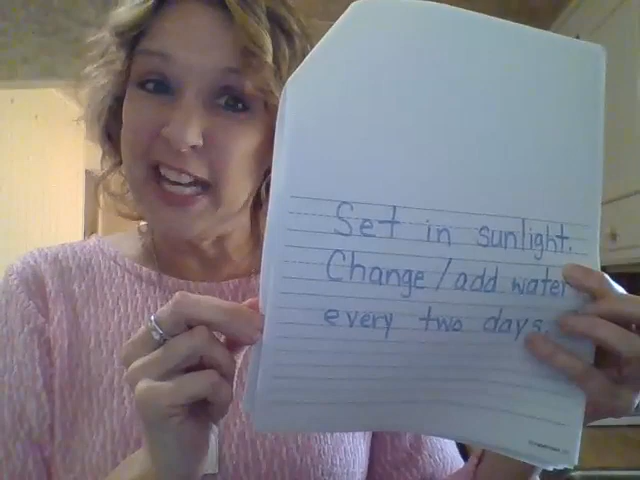 Set in sunlight.
Change/add water
every two days.